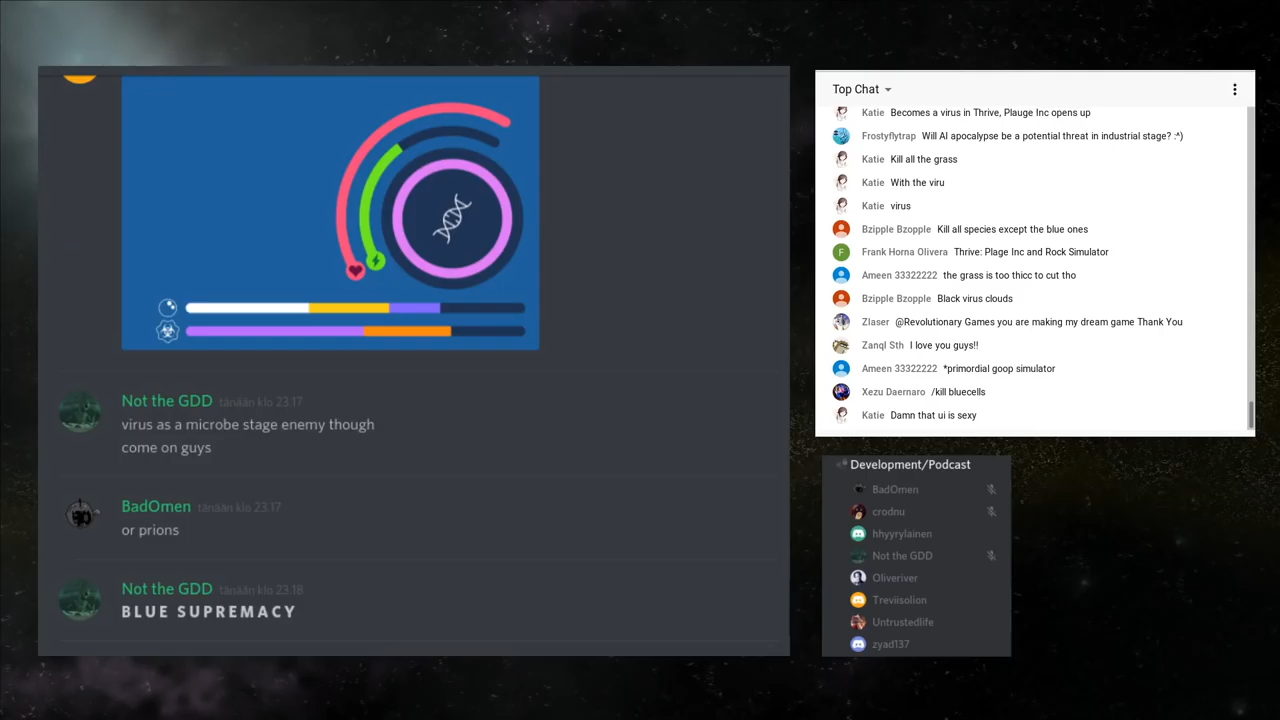 Not the GDD tänään klo 23.17
virus as a microbe stage enemy though
come on guys
BadOmen tänään klo 23.17
or prions
Not the GDD tänään klo 23.18
BLUE SUPREMACY
Top Chat
Katie Becomes a virus in Thrive, Plauge Inc opens up
Frostyflytrap Will AI apocalypse be a potential threat in industrial stage? :^)
Katie Kill all the grass
Katie With the viru
Katie virus
Bzipple Bzopple Kill all species except the blue ones
F Frank Horna Olivera Thrive: Plage Inc and Rock Simulator
Ameen 33322222 the grass is too thicc to cut tho
Bzipple Bzopple Black virus clouds
Zlaser @Revolutionary Games you are making my dream game Thank You
Zanql Sth I love you guys!!
Ameen 33322222 *primordial goop simulator
Xezu Daernaro /kill bluecells
Katie Damn that ui is sexy
Development/Podcast
BadOmen
crodnu
hhyyrylainen
Not the GDD
Oliveriver
Treviisolion
Untrustedlife
zyad137